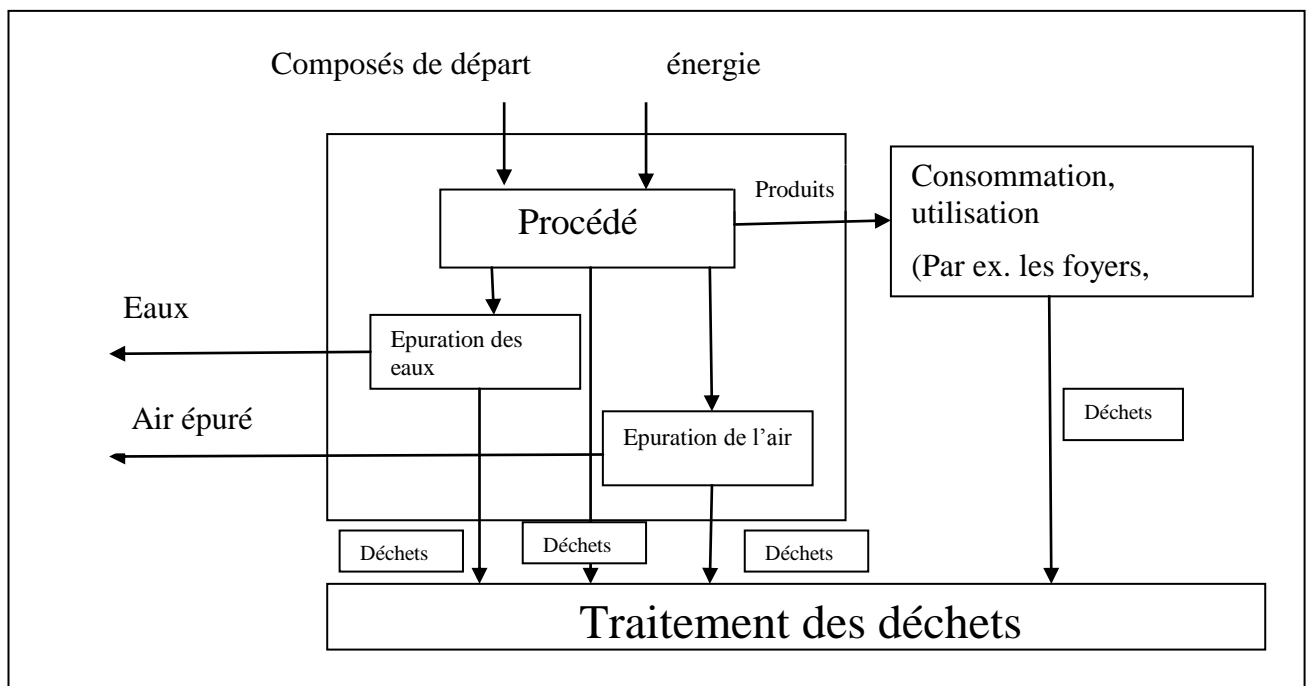 Composés de départ énergie
Produits
Consommation,
utilisation
(Par ex. les foyers,
Procédé
Eaux
Epuration des
eaux
Air épuré
Epuration de l’air
Déchets
Déchets
Déchets
Déchets
Traitement des déchets